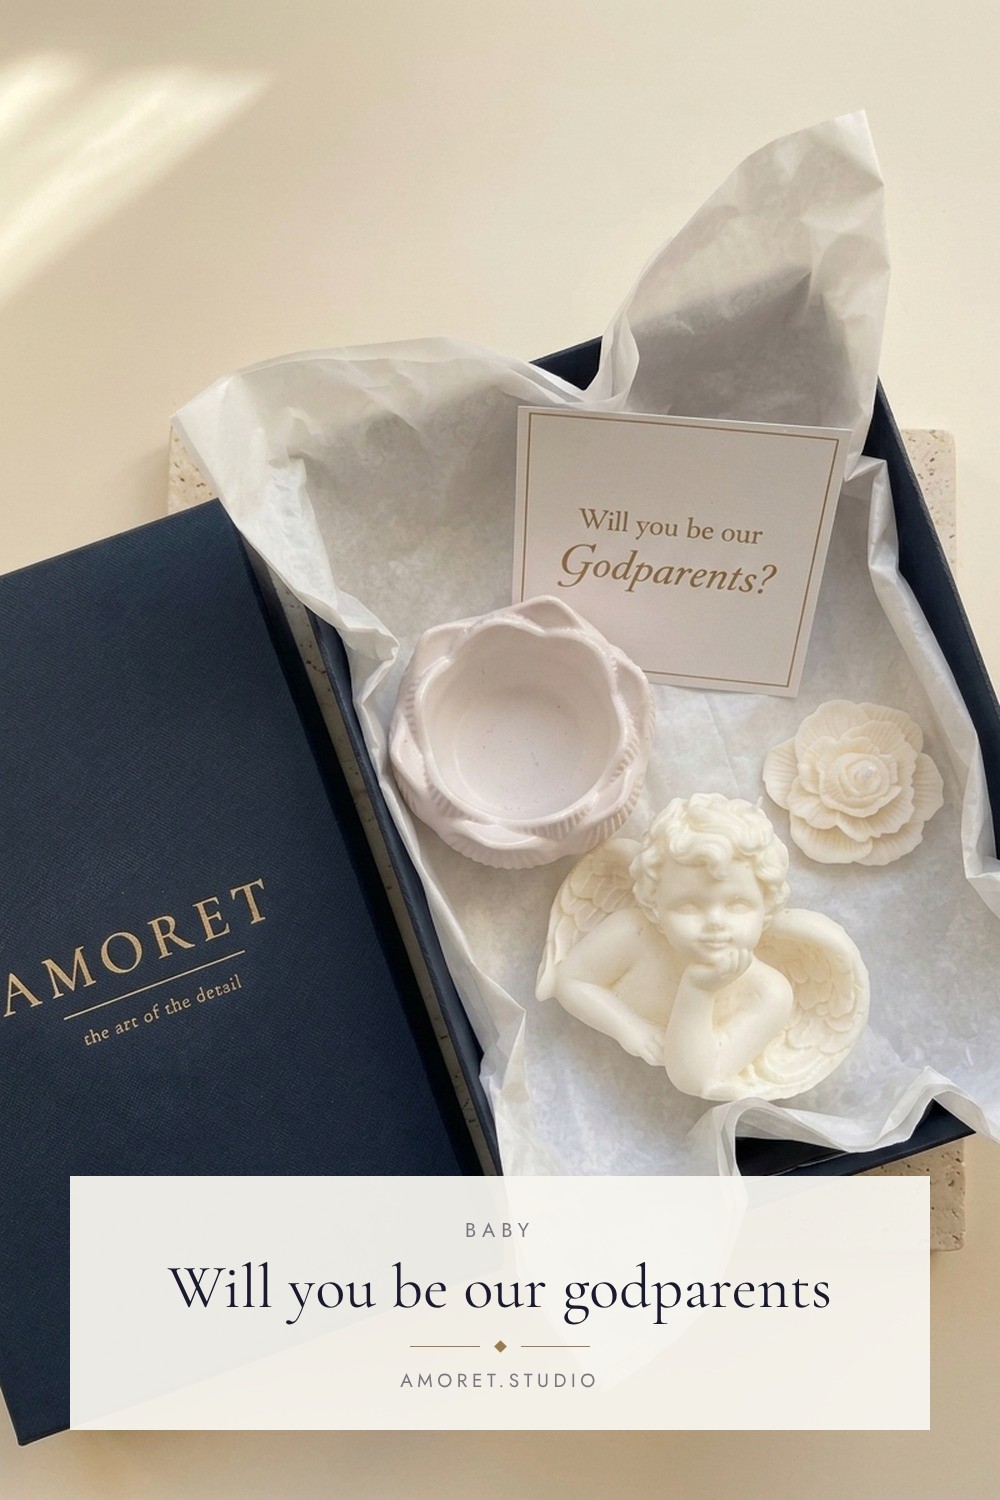 Will you be our
Godparents?
AMORET
the art of the detail
BABY
Will you be our godparents
AMORET.STUDIO